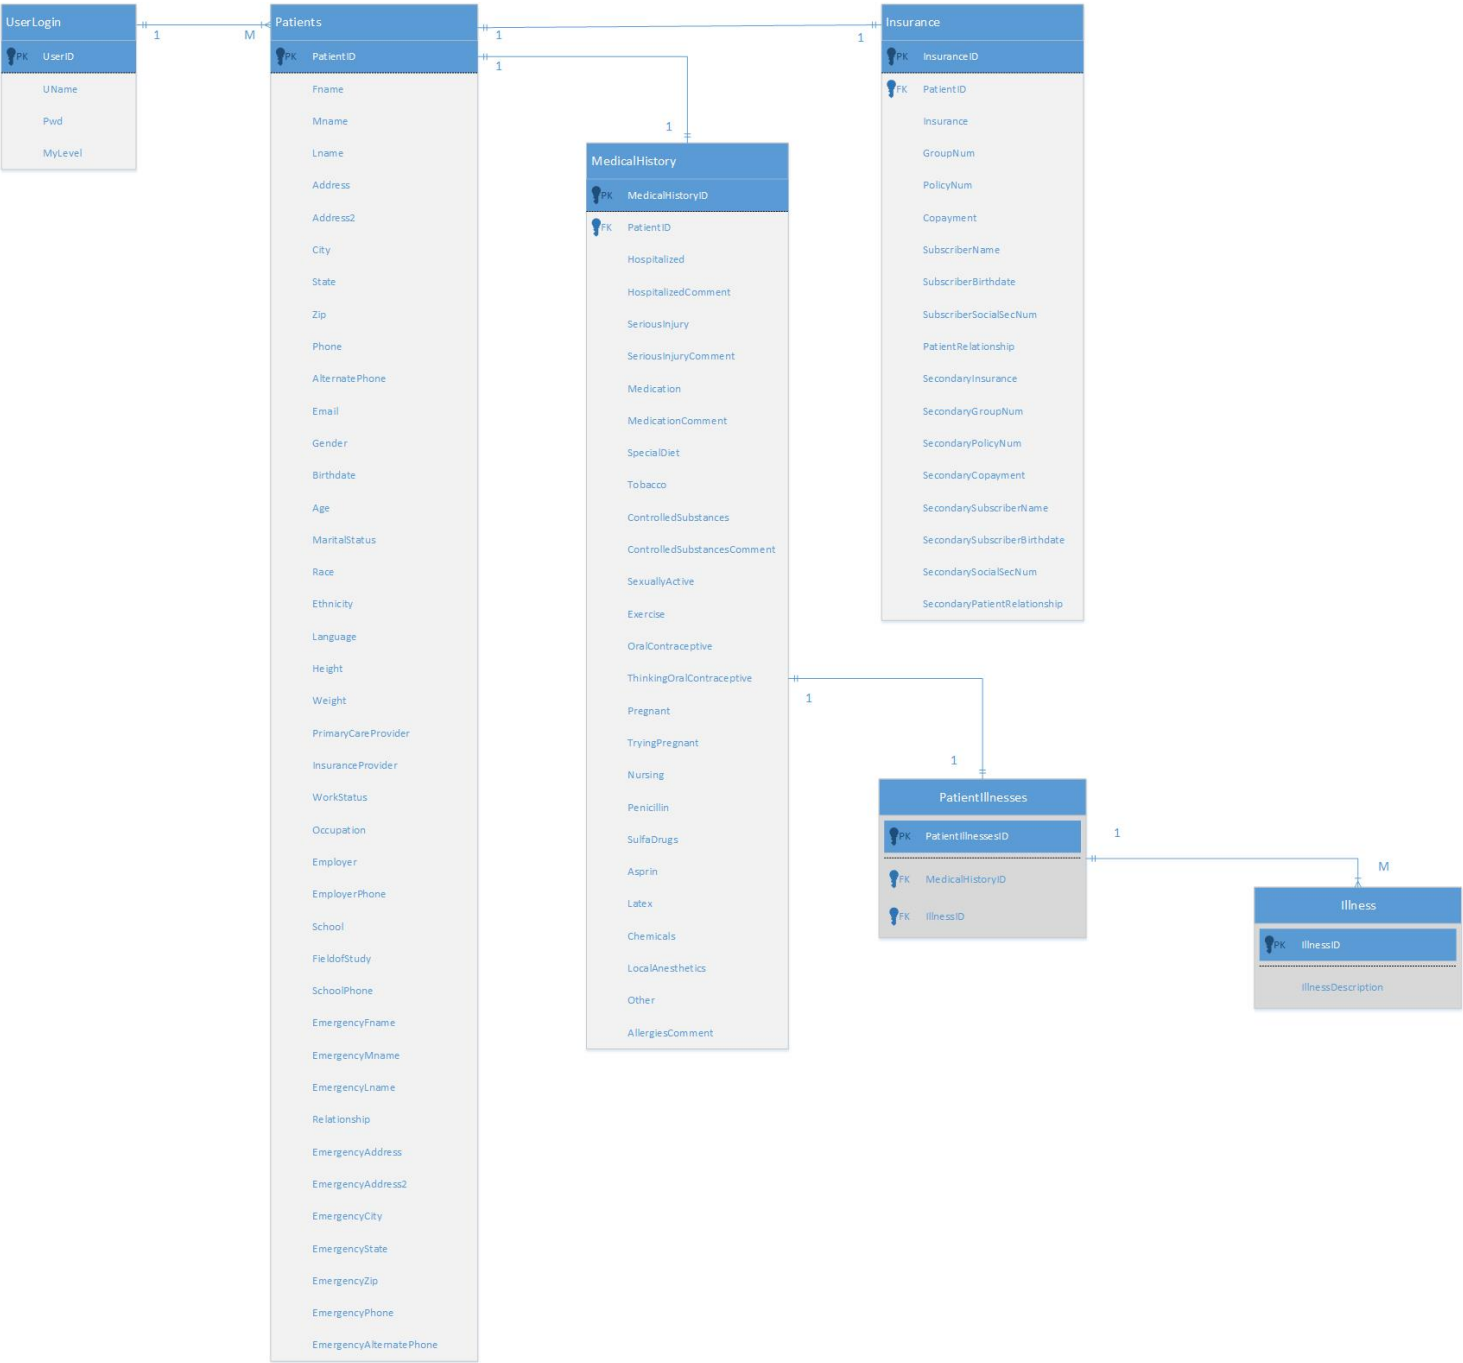 UserLogin
PK UserID
UName
Pwd
MyLevel
1
M
Patients
PK PatientID
Fname
Mname
Lname
Address
Address2
City
State
Zip
Phone
AlternatePhone
Email
Gender
Birthdate
Age
MaritalStatus
Race
Ethnicity
Language
Height
Weight
PrimaryCareProvider
InsuranceProvider
WorkStatus
Occupation
Employer
EmployerPhone
School
FieldofStudy
SchoolPhone
EmergencyFname
EmergencyMname
EmergencyLname
Relationship
EmergencyAddress
EmergencyAddress2
EmergencyCity
EmergencyState
EmergencyZip
EmergencyPhone
EmergencyAlternatePhone
1
1
1
1
MedicalHistory
PK MedicalHistoryID
FK PatientID
Hospitalized
HospitalizedComment
SeriousInjury
SeriousInjuryComment
Medication
MedicationComment
SpecialDiet
Tobacco
ControlledSubstances
ControlledSubstancesComment
SexuallyActive
Exercise
OralContraceptive
ThinkingOralContraceptive
Pregnant
TryingPregnant
Nursing
Penicillin
SulfaDrugs
Asprin
Latex
Chemicals
LocalAnesthetics
Other
AllergiesComment
Insurance
PK InsuranceID
FK PatientID
Insurance
GroupNum
PolicyNum
Copayment
SubscriberName
SubscriberBirthdate
SubscriberSocialSecNum
PatientRelationship
SecondaryInsurance
SecondaryGroupNum
SecondaryPolicyNum
SecondaryCopayment
SecondarySubscriberName
SecondarySubscriberBirthdate
SecondarySocialSecNum
SecondaryPatientRelationship
1
1
PatientIllnesses
PK PatientIllnessesID
FK MedicalHistoryID
FK IllnessID
1
M
Illness
PK IllnessID
IllnessDescription